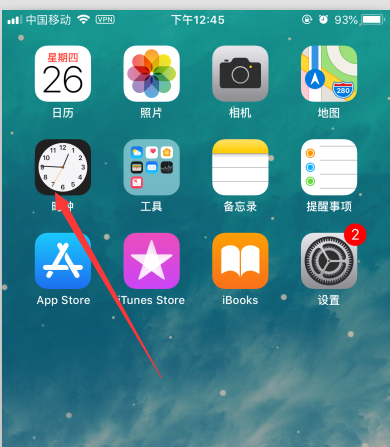 中国移动 VPN 下午12:45 93%
星期四
26
280
日历 照片 相机 地图
12
11 1
10 2
9 3
8 4
7 5
6
时钟 工具 备忘录 提醒事项
2
App Store iTunes Store iBooks 设置